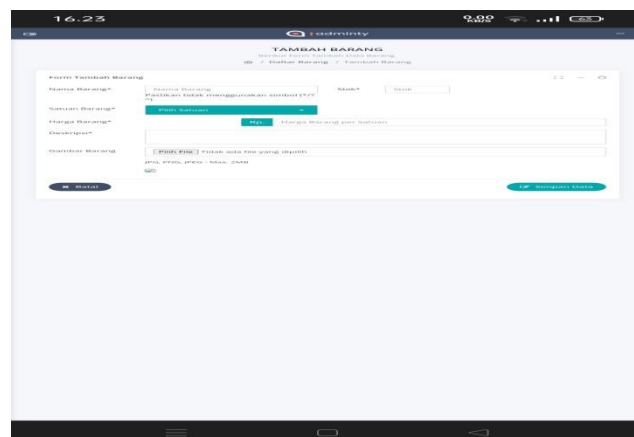 16.23
0.00 KB/S
63
adminty
TAMBAH BARANG
Berikut Form Tambah Data Barang
/ Daftar Barang / Tambah Barang
Form Tambah Barang
Nama Barang* Nama Barang Stok* Stok
Pastikan tidak menggunakan simbol (*/?
Satuan Barang* Pilih Satuan
Harga Barang* Rp. Harga Barang per Satuan
Deskripsi*
Gambar Barang Pilih File Tidak ada file yang dipilih
JPG, PNG, JPEG - Max. 2MB
Batal Simpan Data